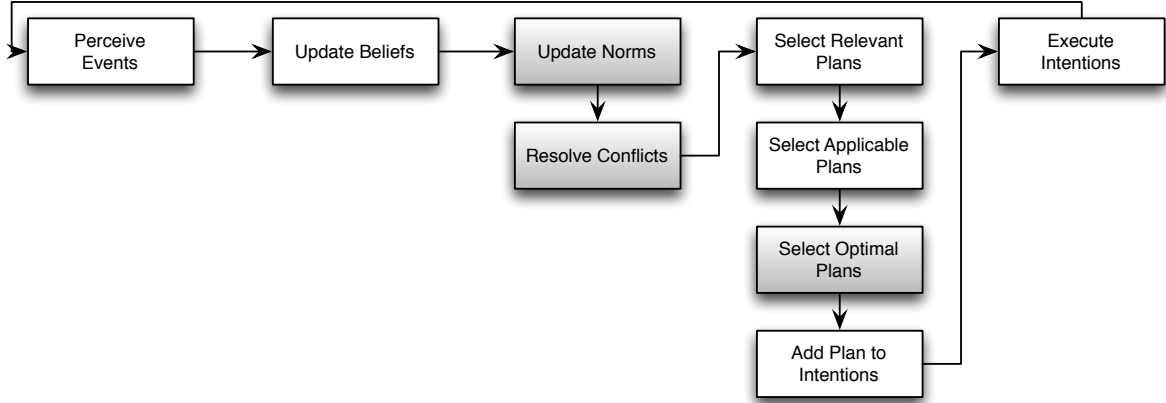 Perceive
Events
Update Beliefs
Update Norms
Resolve Conflicts
Select Relevant
Plans
Select Applicable
Plans
Select Optimal
Plans
Add Plan to
Intentions
Execute
Intentions